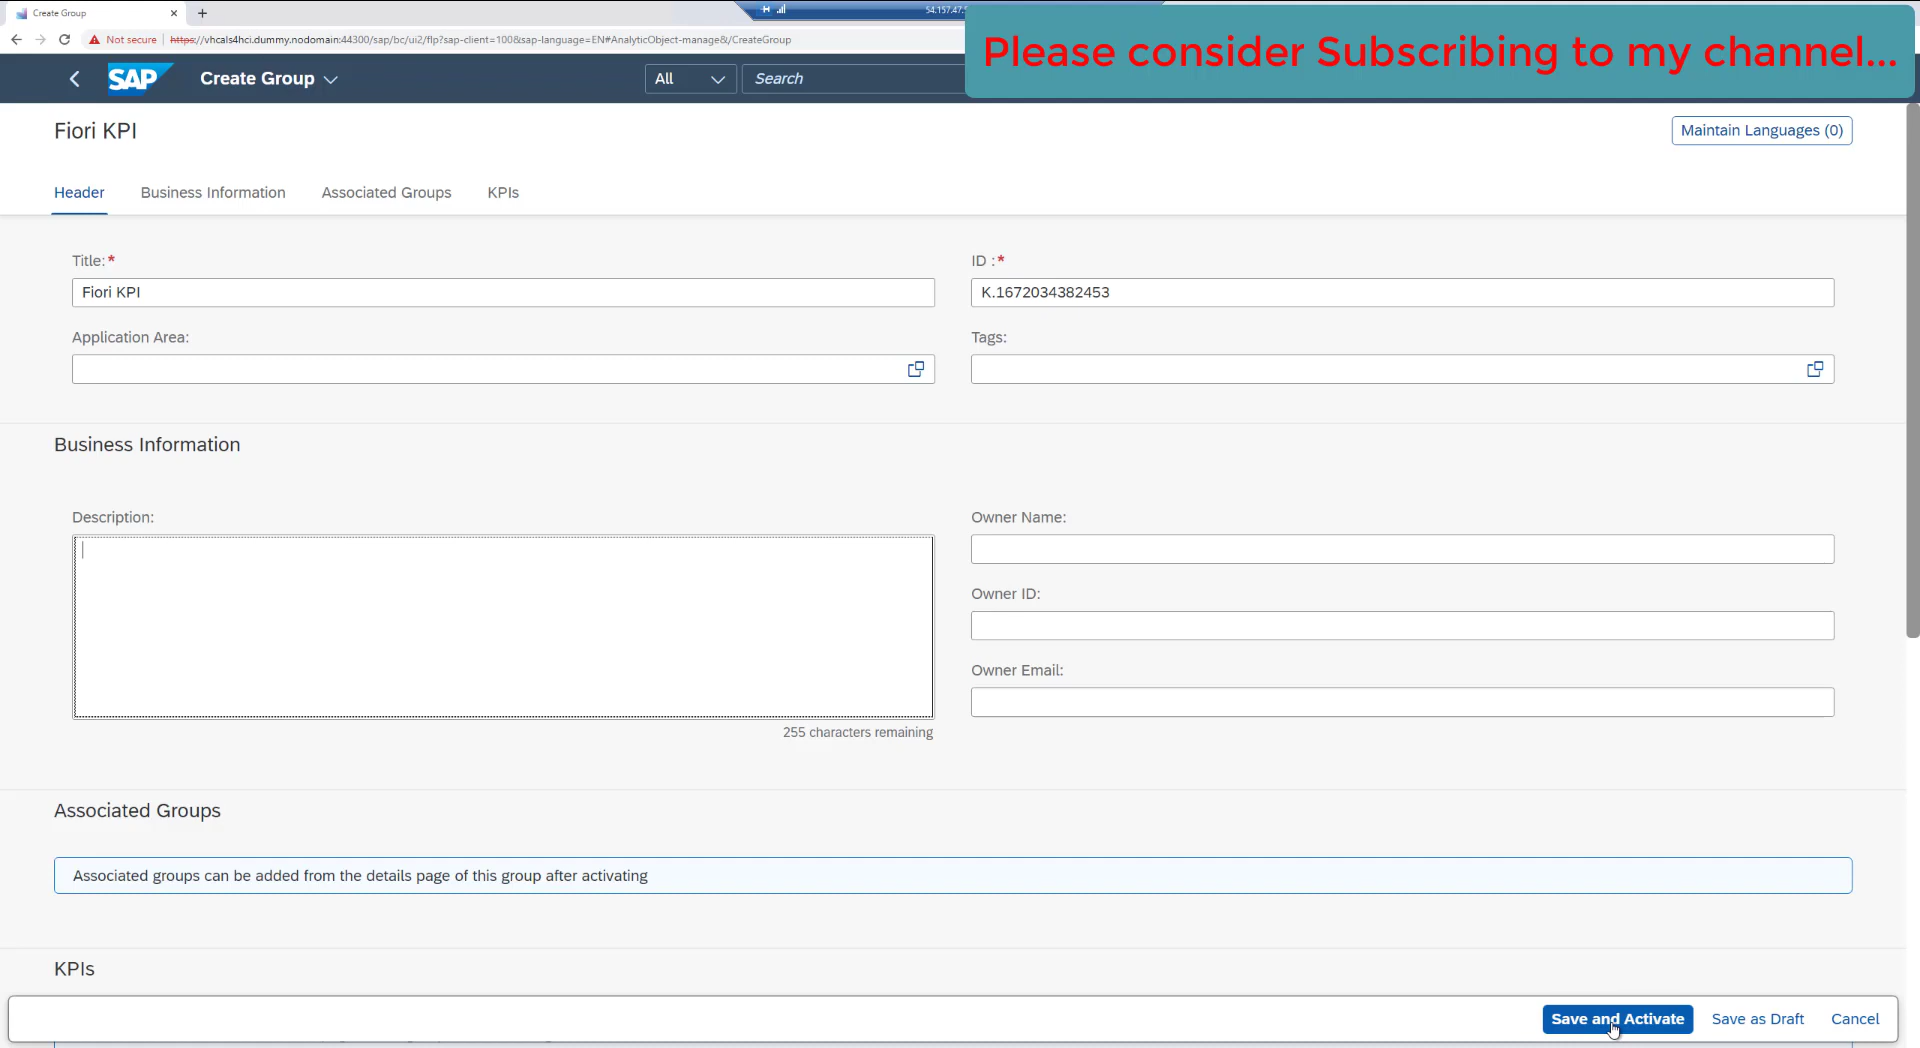 Create Group
54.157.47.
Not secure https://vhcals4hci.dummy.nodomain:44300/sap/bc/ui2/flp?sap-client=100&sap-language=EN#AnalyticObject-manage&/CreateGroup
Please consider Subscribing to my channel...
SAP Create Group All Search
Fiori KPI
Maintain Languages (0)
Header Business Information Associated Groups KPIs
Title:* ID :*
Fiori KPI K.1672034382453
Application Area: Tags:
Business Information
Description: Owner Name:
Owner ID:
Owner Email:
255 characters remaining
Associated Groups
Associated groups can be added from the details page of this group after activating
KPIs
Save and Activate Save as Draft Cancel